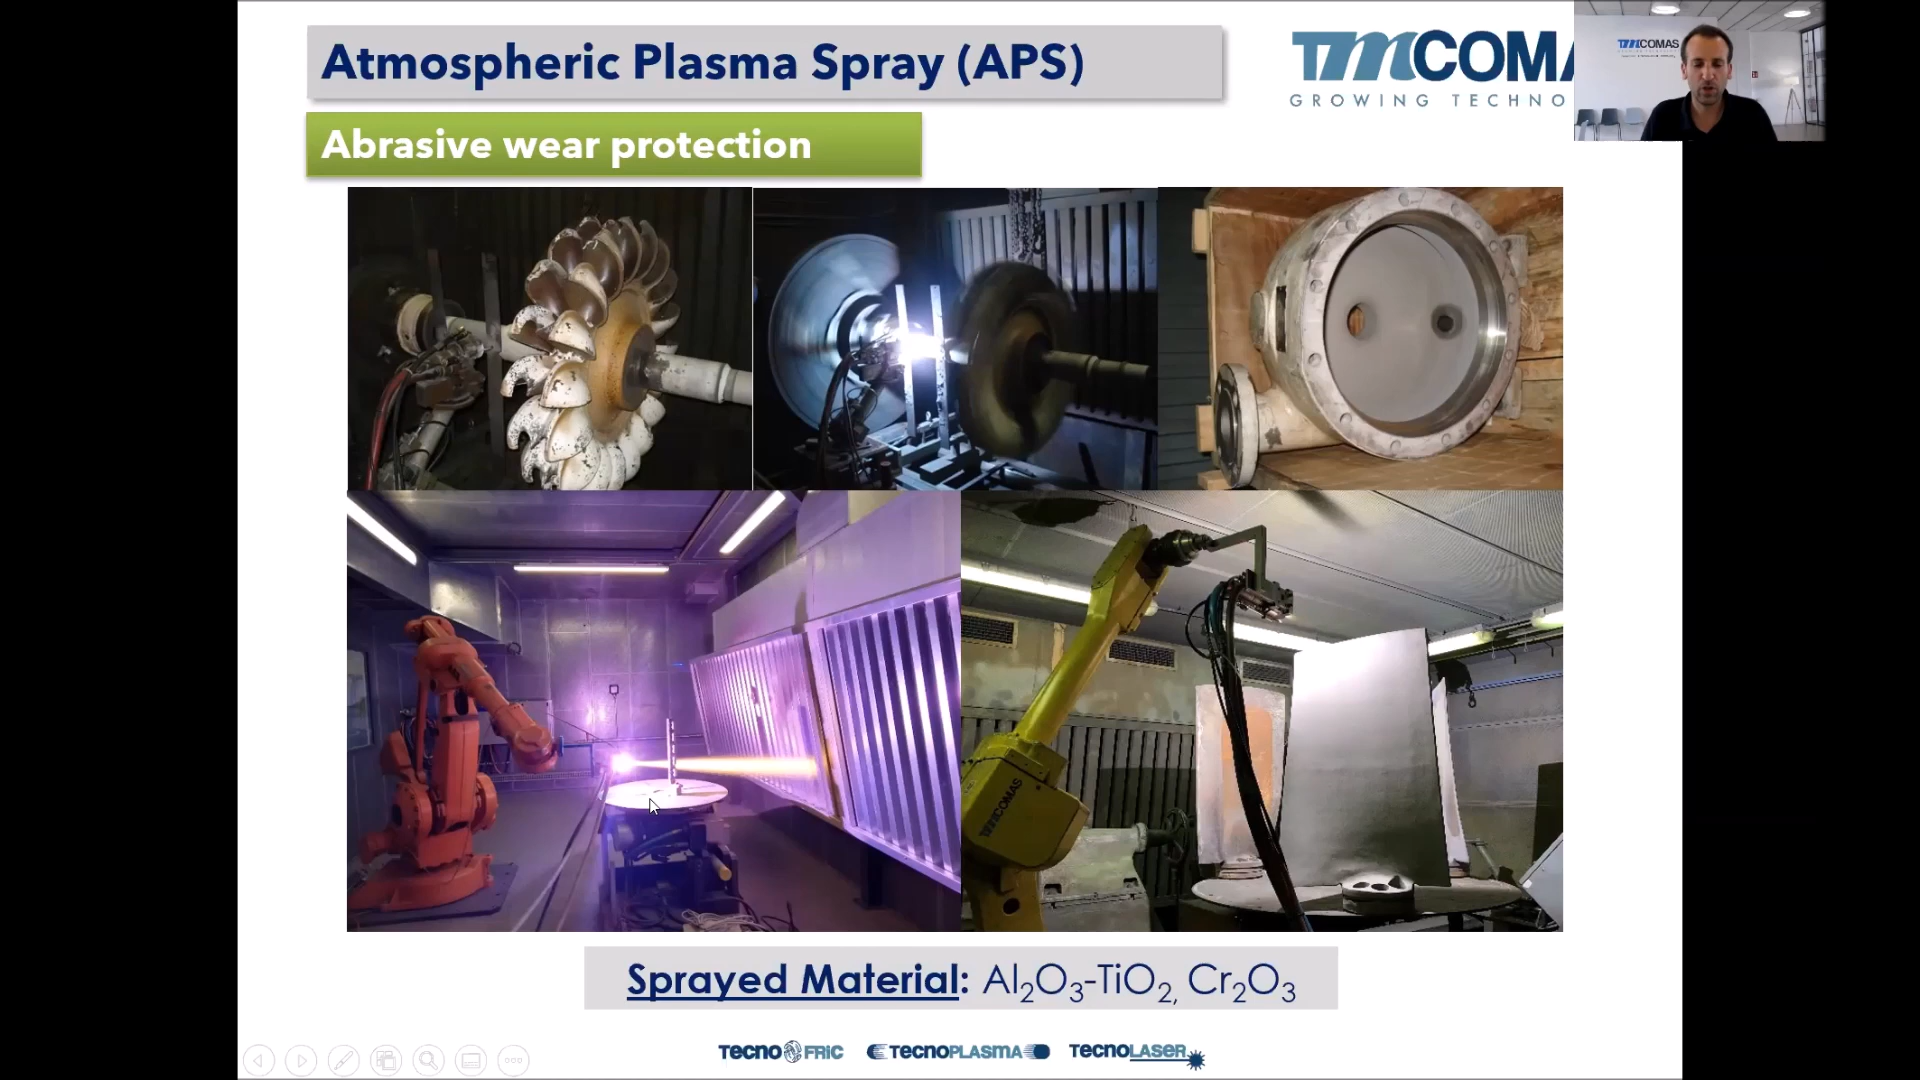 Atmospheric Plasma Spray (APS)
TMCOMA
GROWING TECHNO
TMCOMAS
Abrasive wear protection
TMCOMAS
Sprayed Material: Al₂O₃-TiO₂, Cr₂O₃
TECNOFRIC TECNOPLASMA TECNOLASER